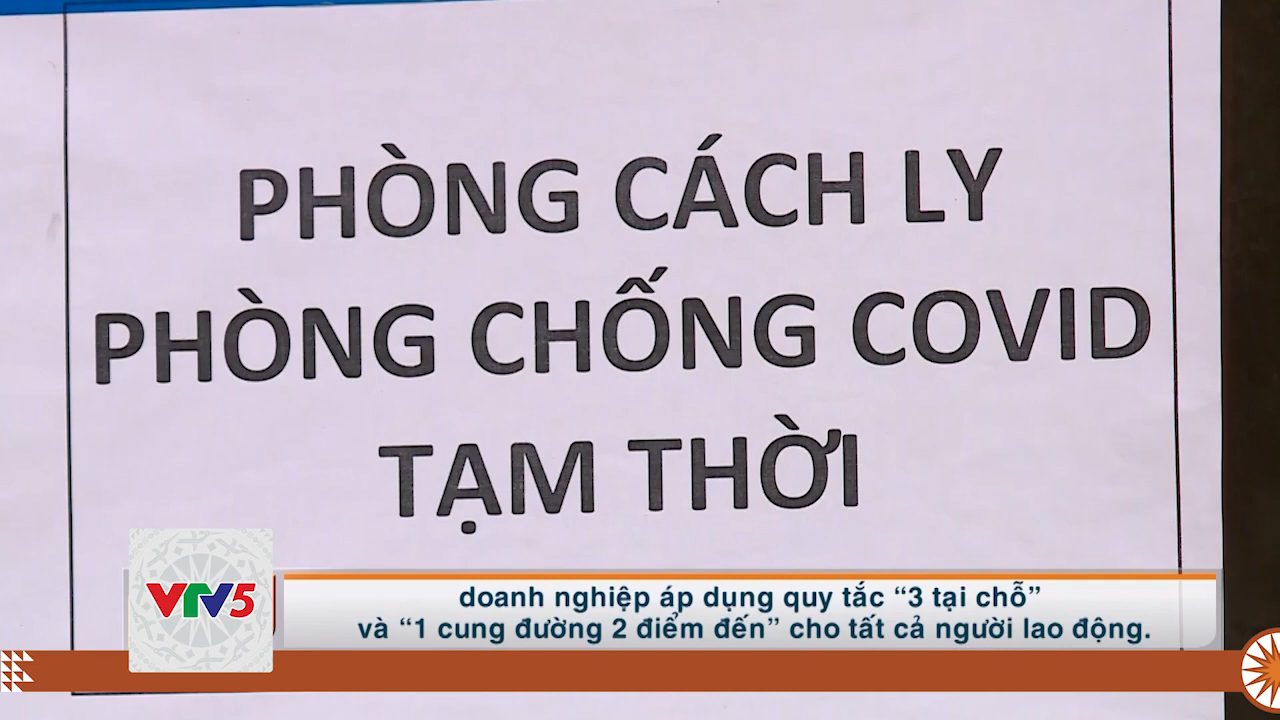 PHÒNG CÁCH LY
PHÒNG CHỐNG COVID
TẠM THỜI
VTV5
doanh nghiệp áp dụng quy tắc “3 tại chỗ”
và “1 cung đường 2 điểm đến” cho tất cả người lao động.